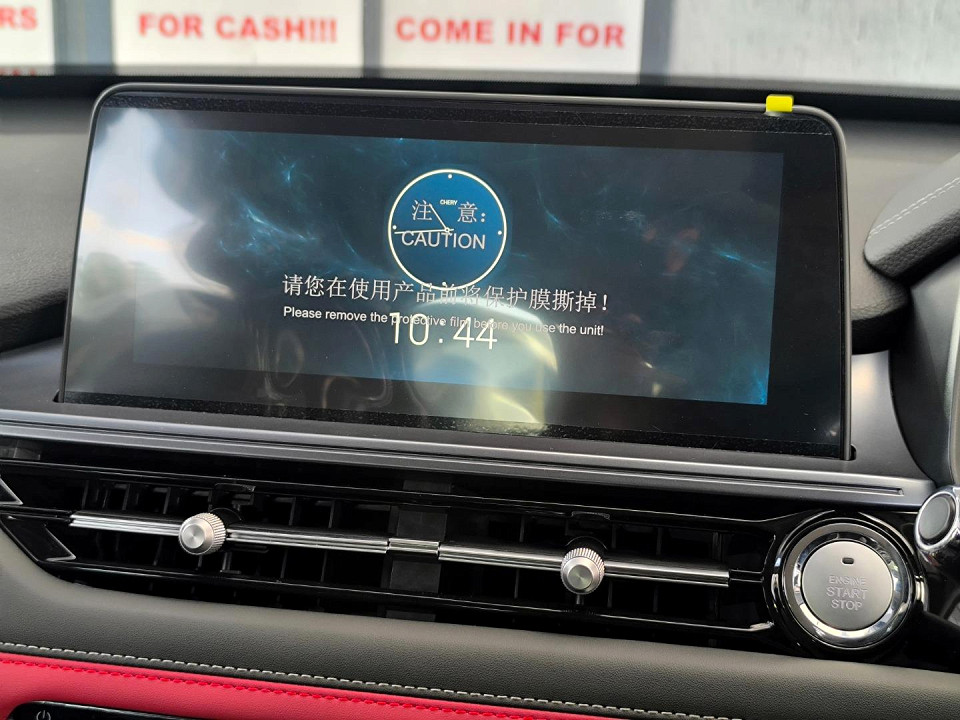 RS
FOR CASH!!!
COME IN FOR
CHERY
注 意:
CAUTION
请您在使用产品前将保护膜撕掉!
Please remove the protective film before you use the unit!
10:44
ENGINE
START
STOP